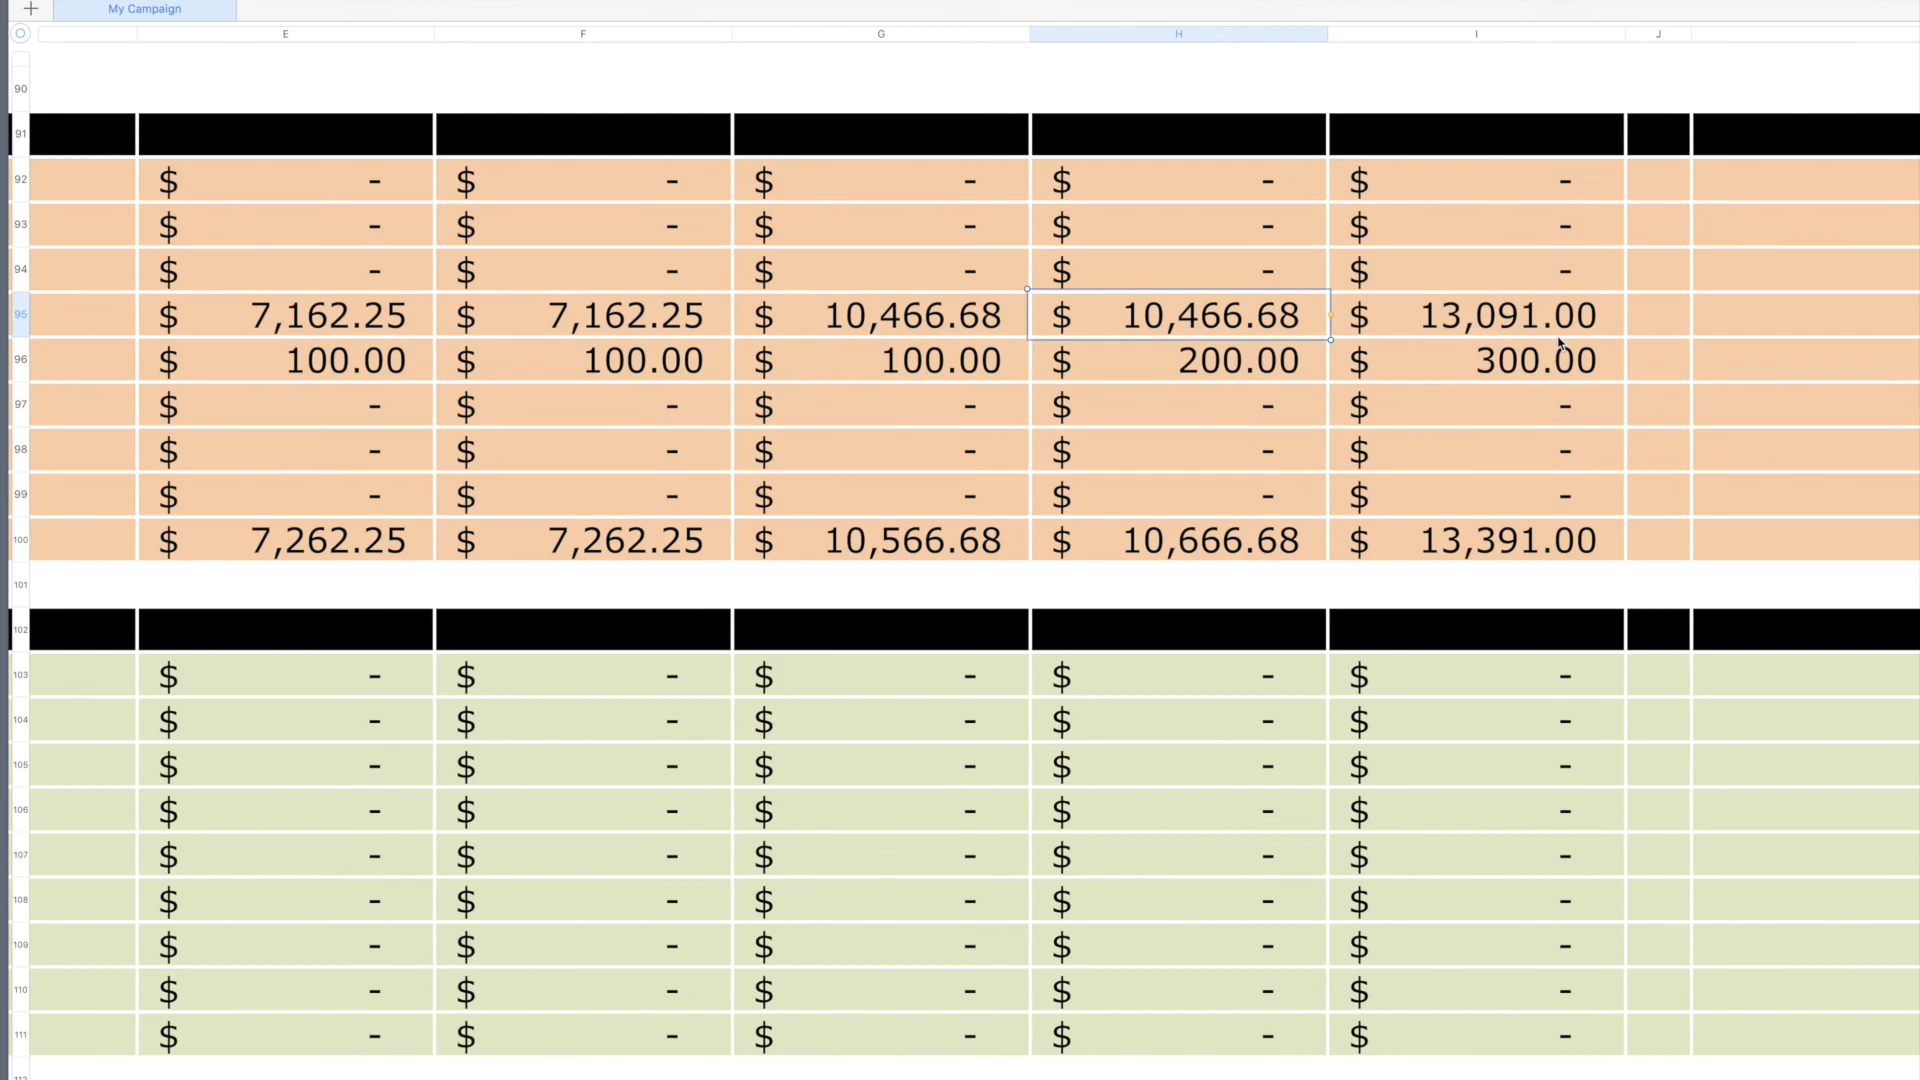 + My Campaign
E F G H I J
90
91
92 $ - $ - $ - $ - $ -
93 $ - $ - $ - $ - $ -
94 $ - $ - $ - $ - $ -
95 $ 7,162.25 $ 7,162.25 $ 10,466.68 $ 10,466.68 $ 13,091.00
96 $ 100.00 $ 100.00 $ 100.00 $ 200.00 $ 300.00
97 $ - $ - $ - $ - $ -
98 $ - $ - $ - $ - $ -
99 $ - $ - $ - $ - $ -
100 $ 7,262.25 $ 7,262.25 $ 10,566.68 $ 10,666.68 $ 13,391.00
101
102
103 $ - $ - $ - $ - $ -
104 $ - $ - $ - $ - $ -
105 $ - $ - $ - $ - $ -
106 $ - $ - $ - $ - $ -
107 $ - $ - $ - $ - $ -
108 $ - $ - $ - $ - $ -
109 $ - $ - $ - $ - $ -
110 $ - $ - $ - $ - $ -
111 $ - $ - $ - $ - $ -
112